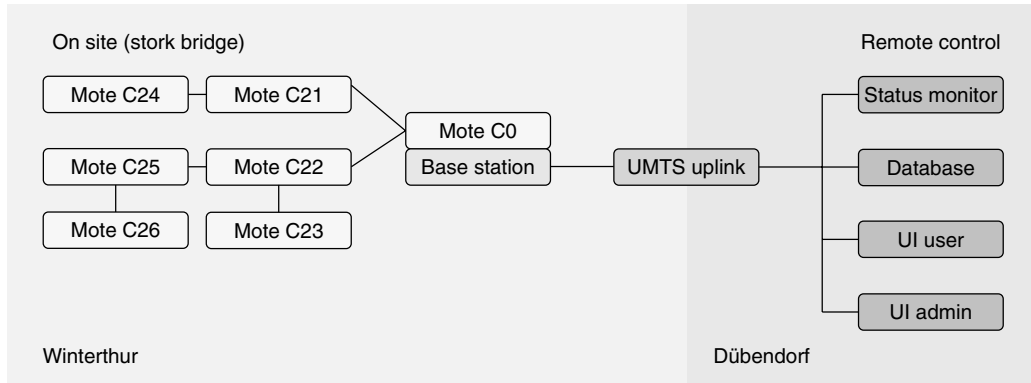 On site (stork bridge)
Remote control
Mote C24
Mote C21
Status monitor
Mote C0
Mote C25
Mote C22
Base station
UMTS uplink
Database
Mote C26
Mote C23
UI user
UI admin
Winterthur
Dübendorf